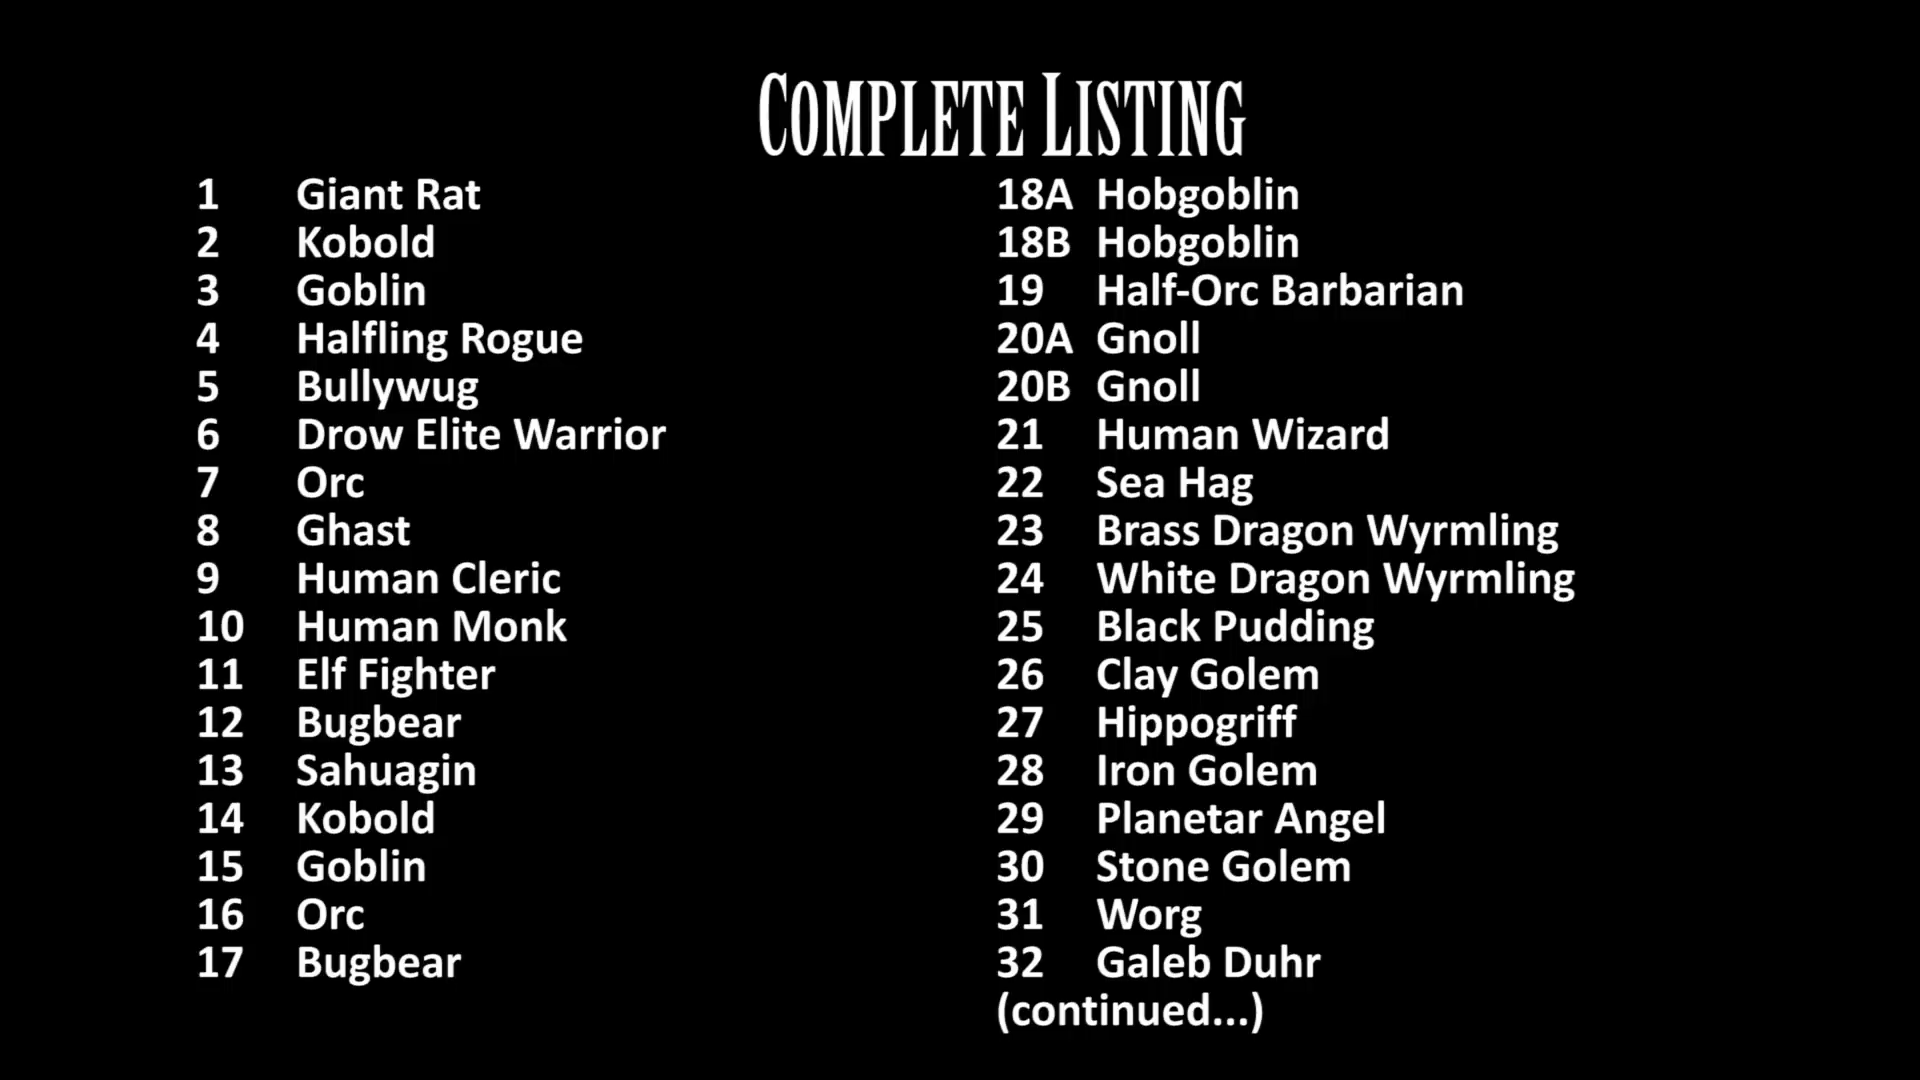 COMPLETE LISTING
1 Giant Rat
2 Kobold
3 Goblin
4 Halfling Rogue
5 Bullywug
6 Drow Elite Warrior
7 Orc
8 Ghast
9 Human Cleric
10 Human Monk
11 Elf Fighter
12 Bugbear
13 Sahuagin
14 Kobold
15 Goblin
16 Orc
17 Bugbear
18A Hobgoblin
18B Hobgoblin
19 Half-Orc Barbarian
20A Gnoll
20B Gnoll
21 Human Wizard
22 Sea Hag
23 Brass Dragon Wyrmling
24 White Dragon Wyrmling
25 Black Pudding
26 Clay Golem
27 Hippogriff
28 Iron Golem
29 Planetar Angel
30 Stone Golem
31 Worg
32 Galeb Duhr
(continued...)